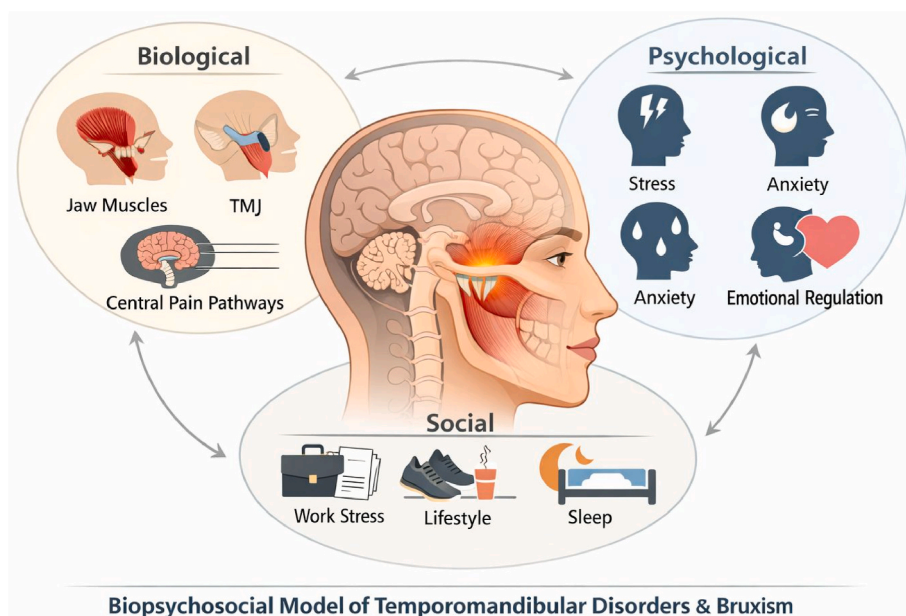 Biological
Jaw Muscles
TMJ
Central Pain Pathways
Psychological
Stress
Anxiety
Anxiety
Emotional Regulation
Social
Work Stress
Lifestyle
Sleep
Biopsychosocial Model of Temporomandibular Disorders & Bruxism